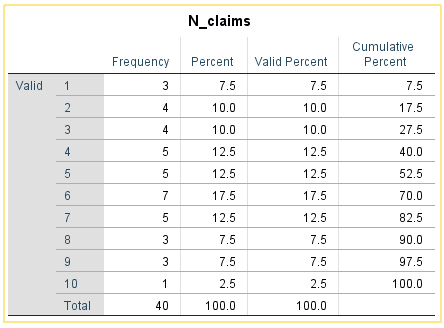 N_claims
Frequency Percent Valid Percent Cumulative Percent
Valid 1 3 7.5 7.5 7.5
2 4 10.0 10.0 17.5
3 4 10.0 10.0 27.5
4 5 12.5 12.5 40.0
5 5 12.5 12.5 52.5
6 7 17.5 17.5 70.0
7 5 12.5 12.5 82.5
8 3 7.5 7.5 90.0
9 3 7.5 7.5 97.5
10 1 2.5 2.5 100.0
Total 40 100.0 100.0